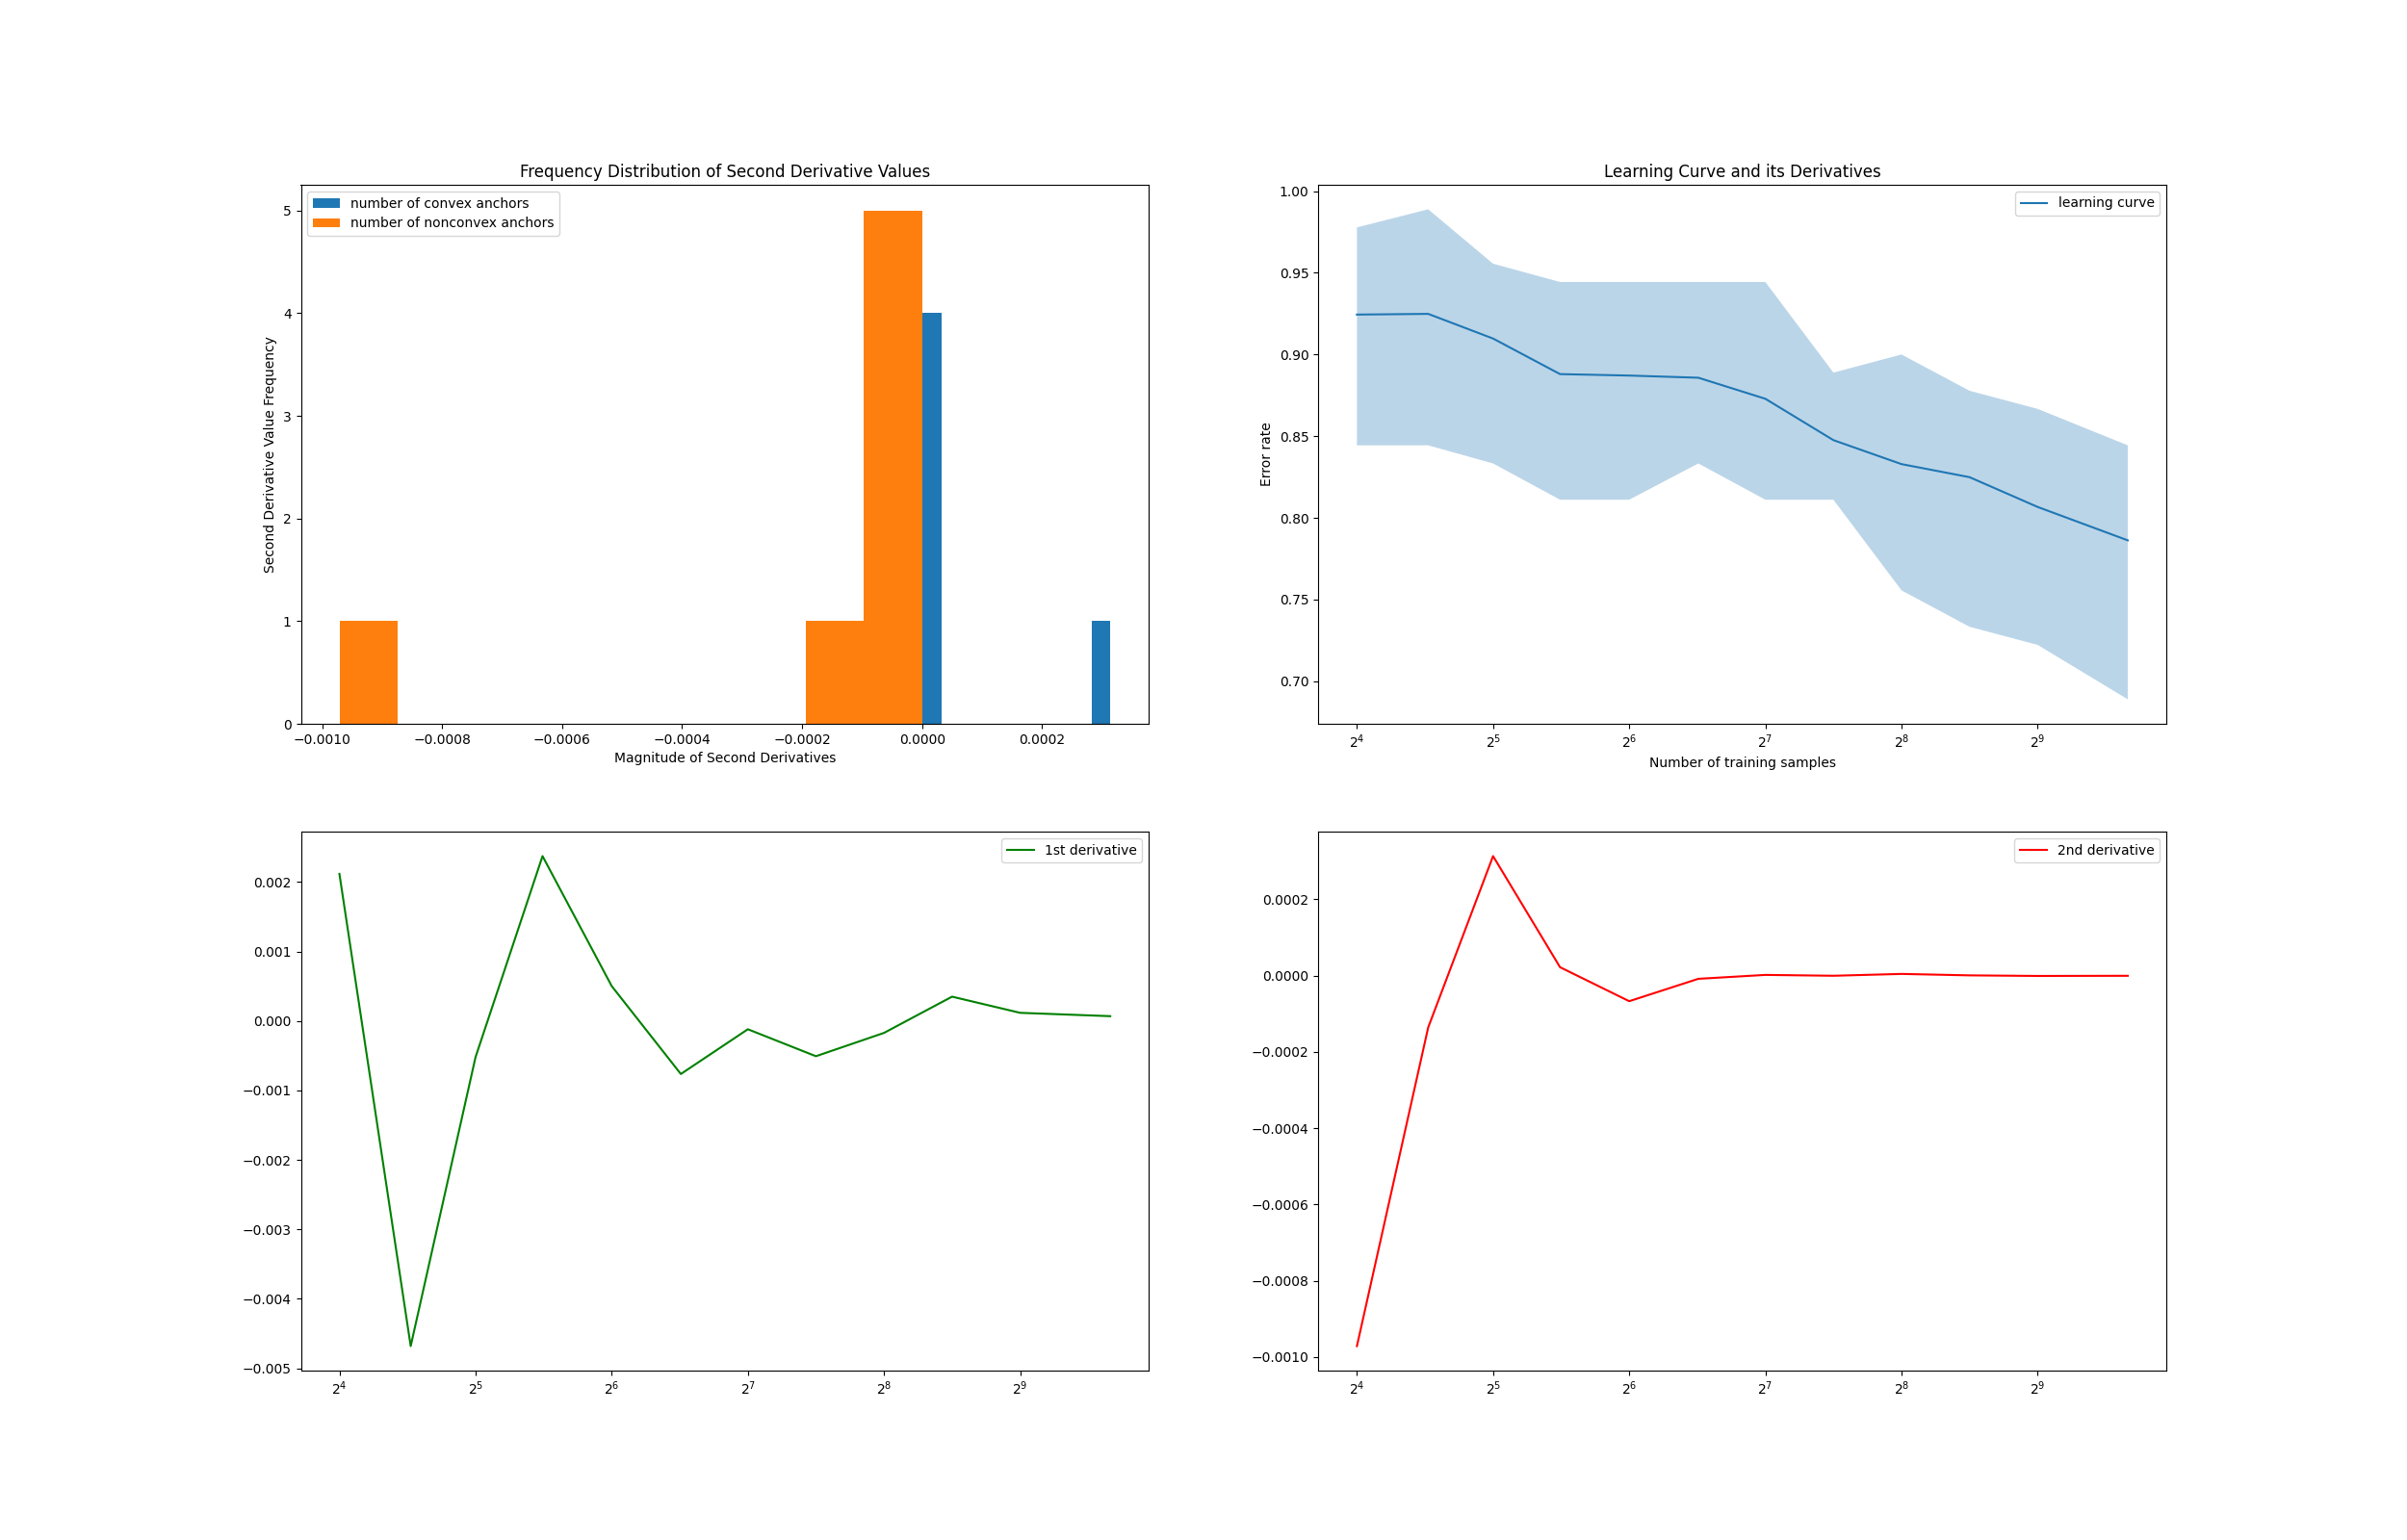 Frequency Distribution of Second Derivative Values
number of convex anchors
number of nonconvex anchors
Second Derivative Value Frequency
5
4
3
2
1
0
−0.0010 −0.0008 −0.0006 −0.0004 −0.0002 0.0000 0.0002
Magnitude of Second Derivatives
Learning Curve and its Derivatives
learning curve
Error rate
1.00
0.95
0.90
0.85
0.80
0.75
0.70
2⁴ 2⁵ 2⁶ 2⁷ 2⁸ 2⁹
Number of training samples
1st derivative
0.002
0.001
0.000
−0.001
−0.002
−0.003
−0.004
−0.005
2⁴ 2⁵ 2⁶ 2⁷ 2⁸ 2⁹
2nd derivative
0.0002
0.0000
−0.0002
−0.0004
−0.0006
−0.0008
−0.0010
2⁴ 2⁵ 2⁶ 2⁷ 2⁸ 2⁹